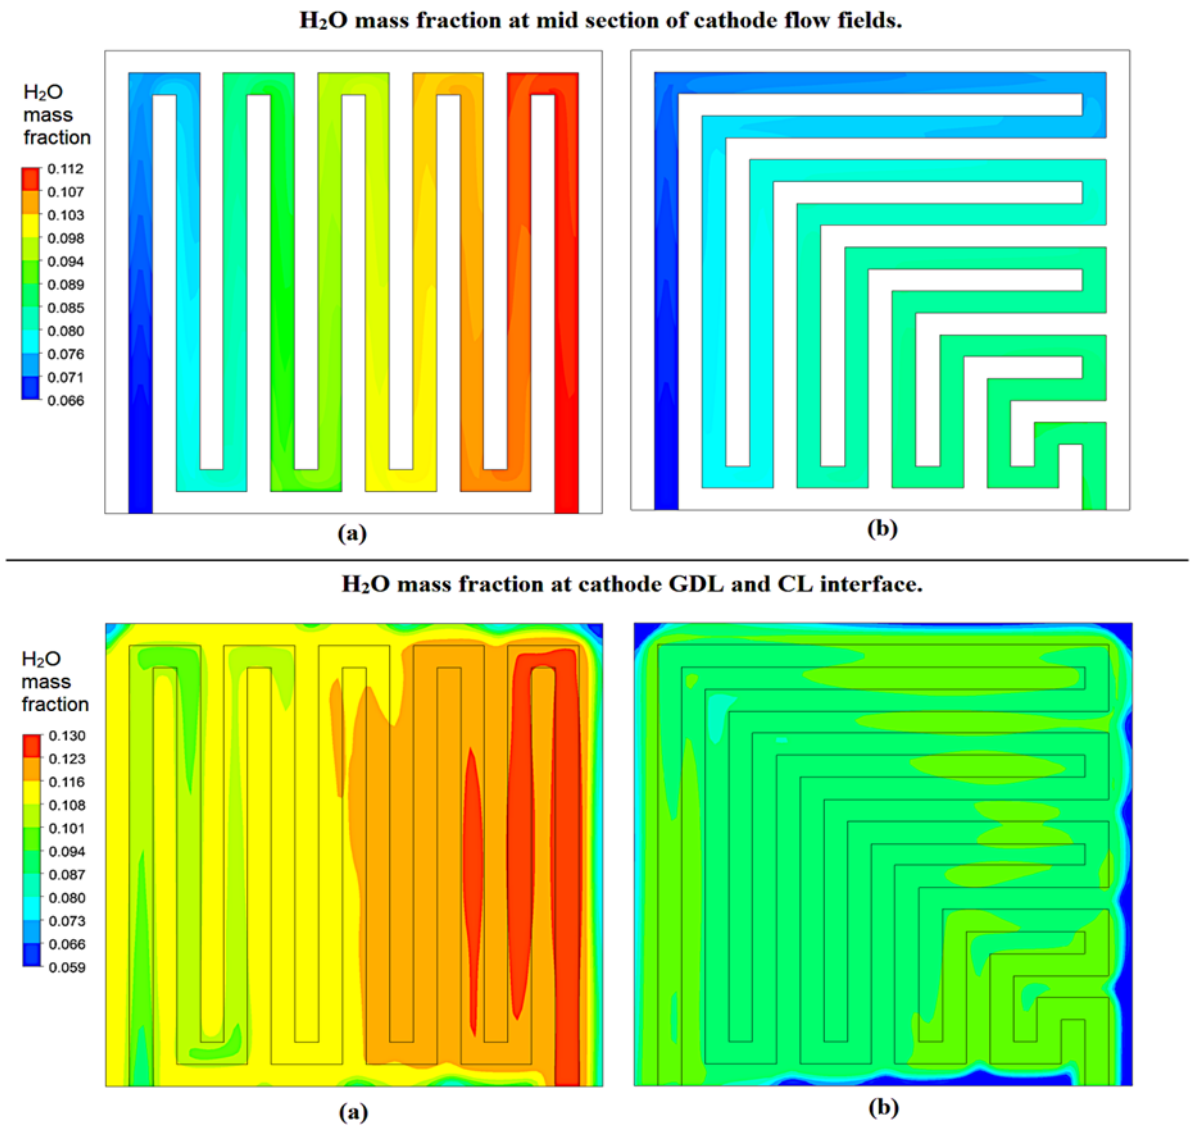 H₂O mass fraction at mid section of cathode flow fields.
H₂O
mass
fraction
0.112
0.107
0.103
0.098
0.094
0.089
0.085
0.080
0.076
0.071
0.066
(a)
(b)
H₂O mass fraction at cathode GDL and CL interface.
H₂O
mass
fraction
0.130
0.123
0.116
0.108
0.101
0.094
0.087
0.080
0.073
0.066
0.059
(a)
(b)